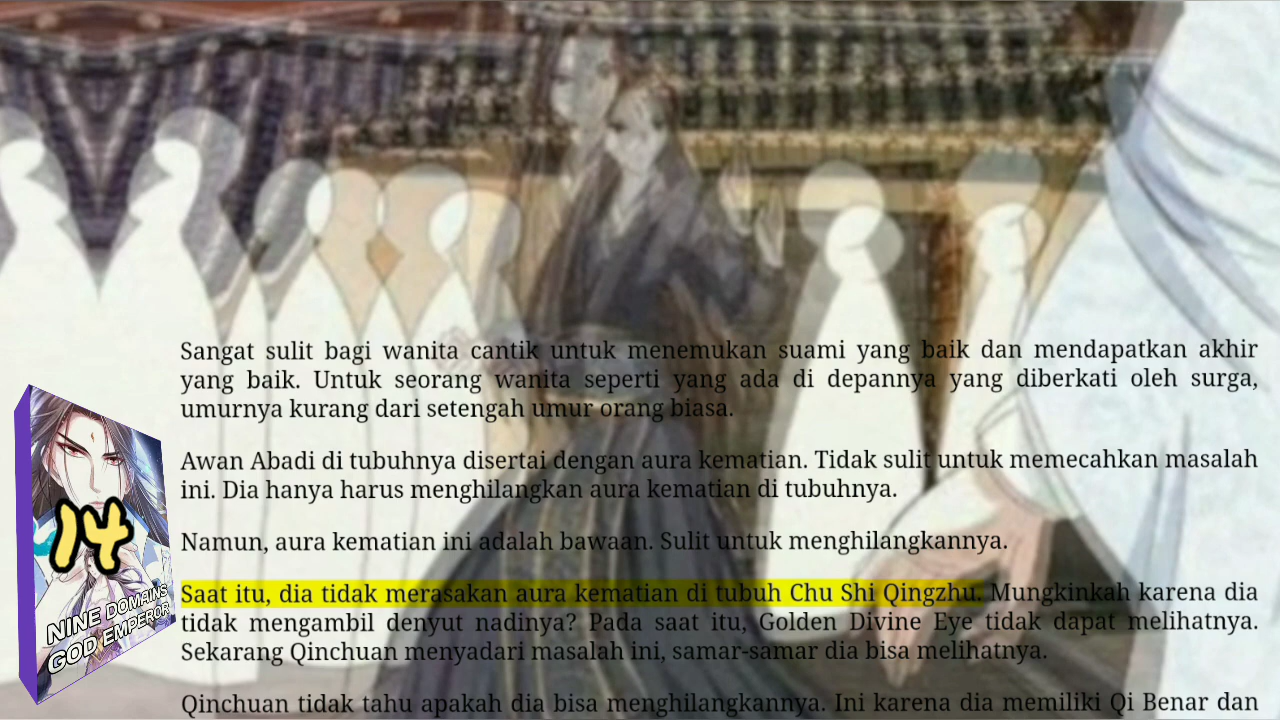 Sangat sulit bagi wanita cantik untuk menemukan suami yang baik dan mendapatkan akhir
yang baik. Untuk seorang wanita seperti yang ada di depannya yang diberkati oleh surga,
umurnya kurang dari setengah umur orang biasa.
Awan Abadi di tubuhnya disertai dengan aura kematian. Tidak sulit untuk memecahkan masalah
ini. Dia hanya harus menghilangkan aura kematian di tubuhnya.
Namun, aura kematian ini adalah bawaan. Sulit untuk menghilangkannya.
Saat itu, dia tidak merasakan aura kematian di tubuh Chu Shi Qingzhu. Mungkinkah karena dia
tidak mengambil denyut nadinya? Pada saat itu, Golden Divine Eye tidak dapat melihatnya.
Sekarang Qinchuan menyadari masalah ini, samar-samar dia bisa melihatnya.
Qinchuan tidak tahu apakah dia bisa menghilangkannya. Ini karena dia memiliki Qi Benar dan
14
NINE DOMAINS
GOD EMPEROR